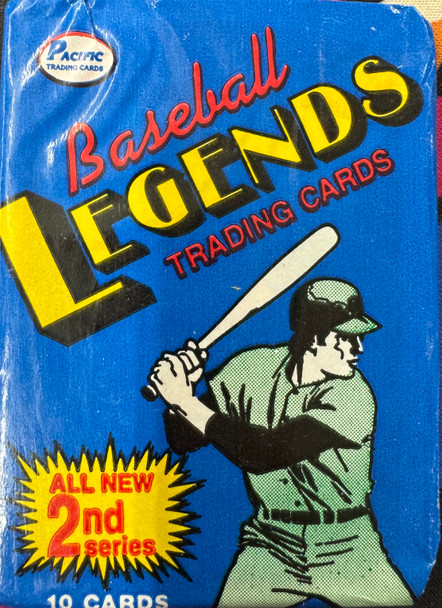 PACIFIC
TRADING CARDS
Baseball
LEGENDS
TRADING CARDS
ALL NEW
2nd
series
10 CARDS